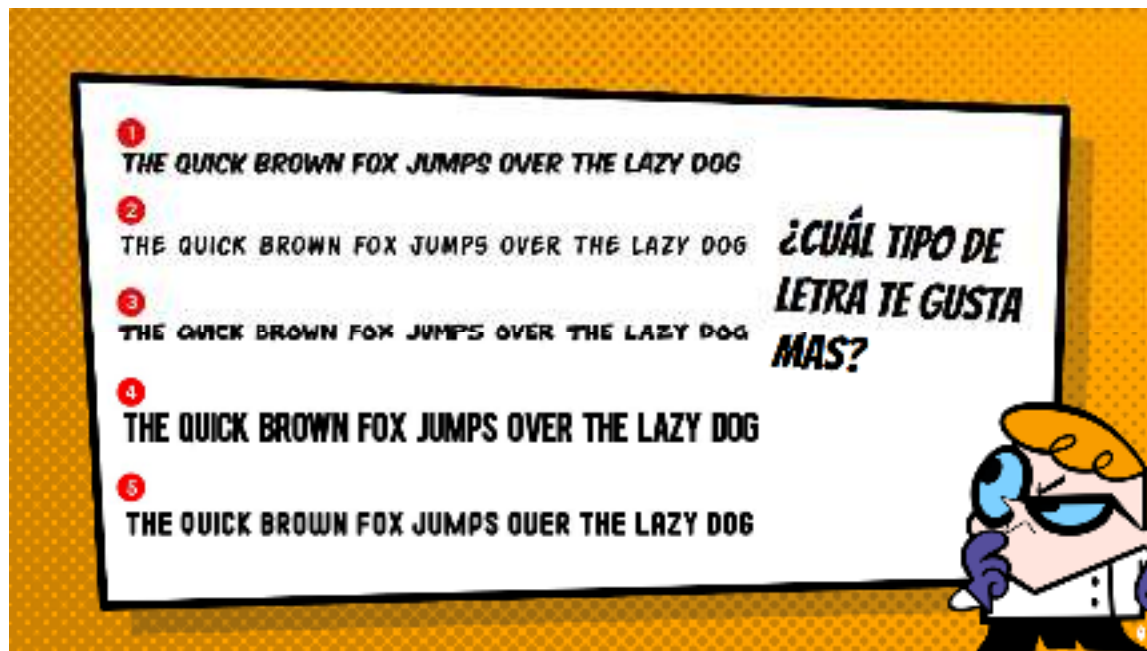 1
THE QUICK BROWN FOX JUMPS OVER THE LAZY DOG
2
THE QUICK BROWN FOX JUMPS OVER THE LAZY DOG
3
THE QUICK BROWN FOX JUMPS OVER THE LAZY DOG
4
THE QUICK BROWN FOX JUMPS OVER THE LAZY DOG
5
THE QUICK BROWN FOX JUMPS OVER THE LAZY DOG
¿CUÁL TIPO DE
LETRA TE GUSTA
MAS?